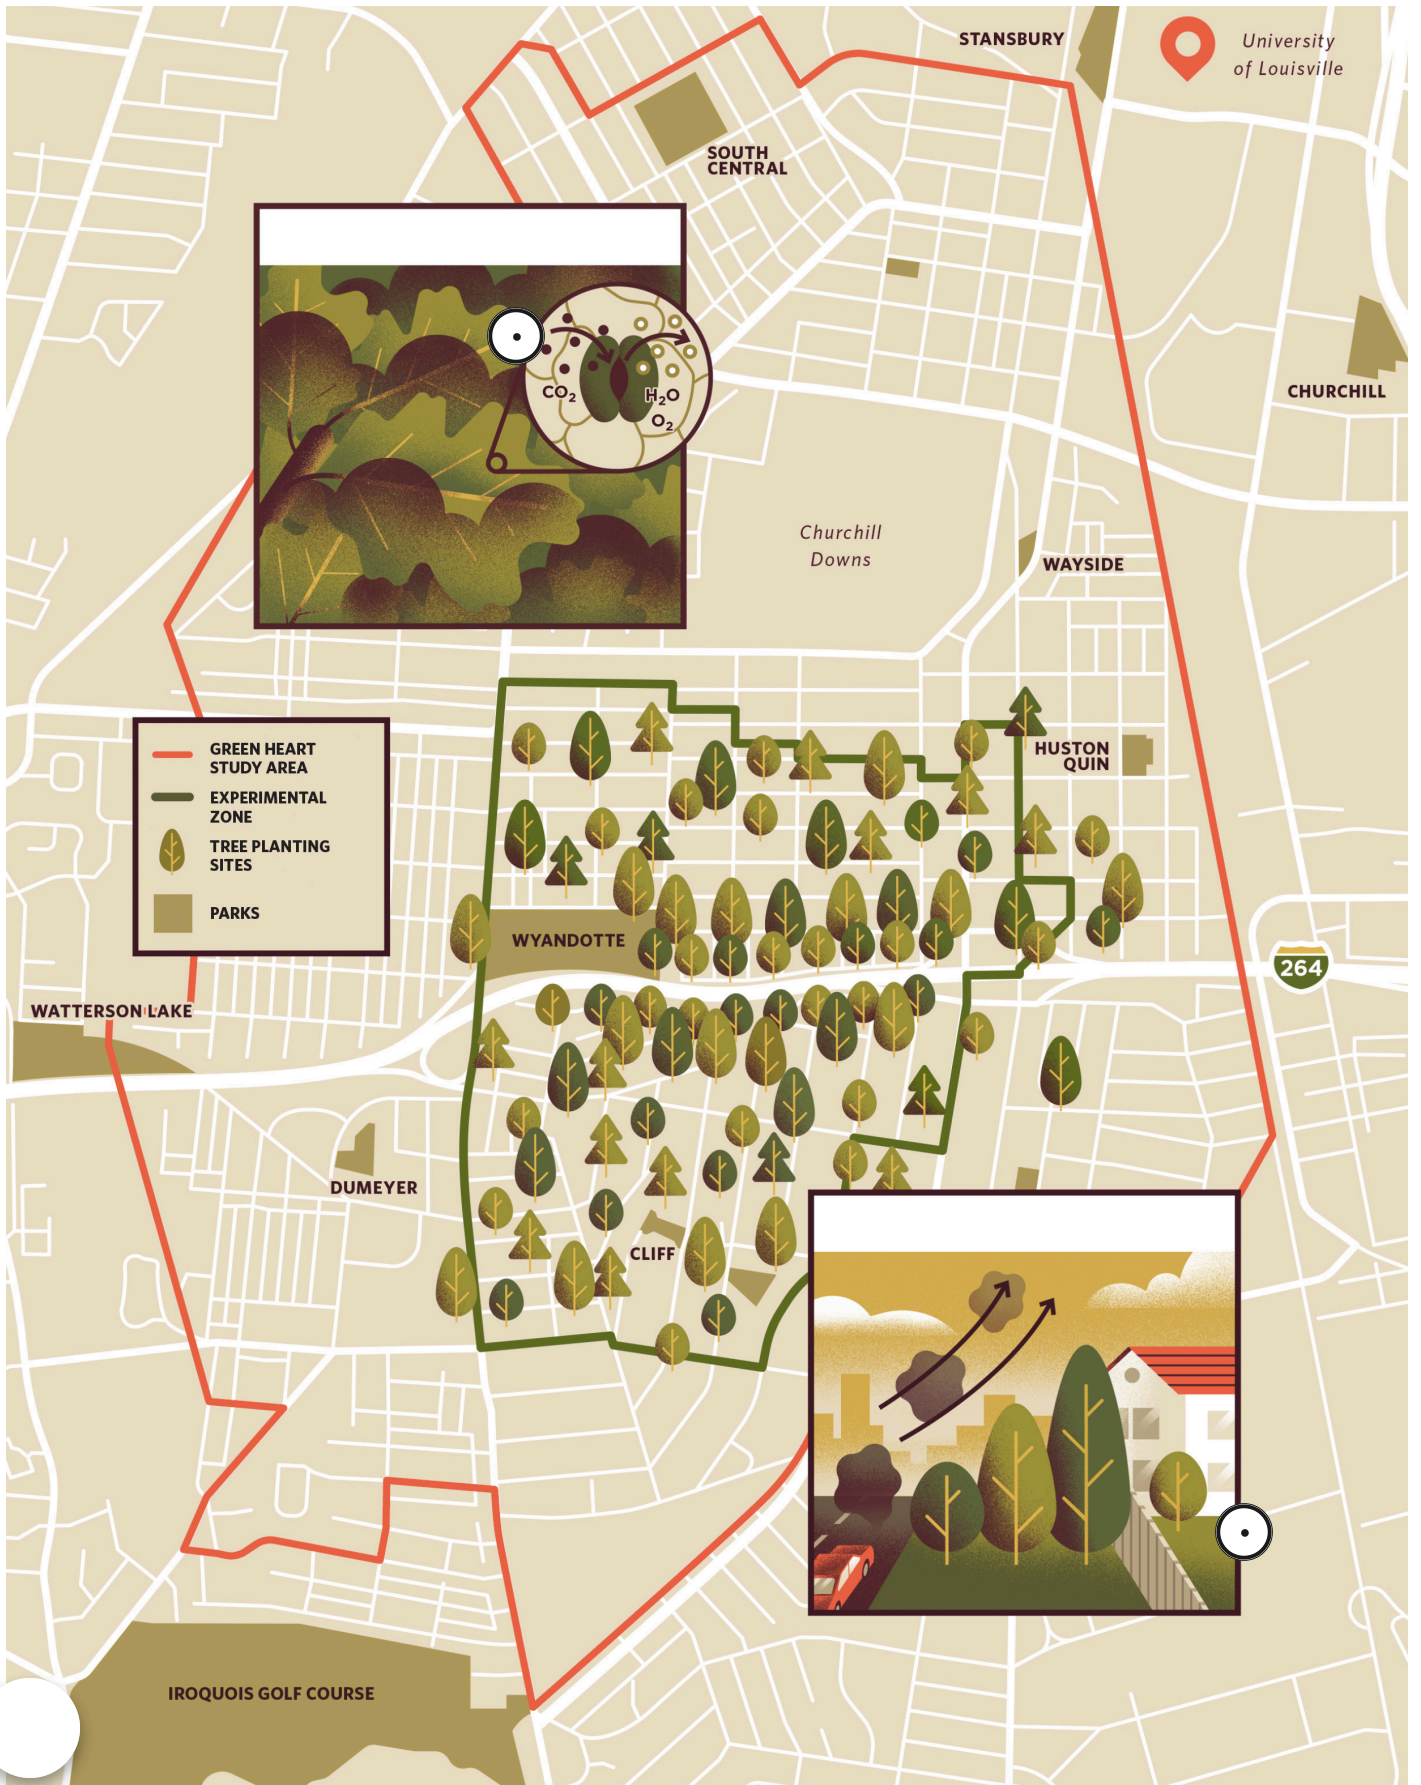 STANSBURY
University
of Louisville
SOUTH
CENTRAL
CO2
H2O
O2
CHURCHILL
Churchill
Downs
WAYSIDE
GREEN HEART
STUDY AREA
EXPERIMENTAL
ZONE
TREE PLANTING
SITES
PARKS
HUSTON
QUIN
WYANDOTTE
264
WATTERSON LAKE
DUMEYER
CLIFF
IROQUOIS GOLF COURSE